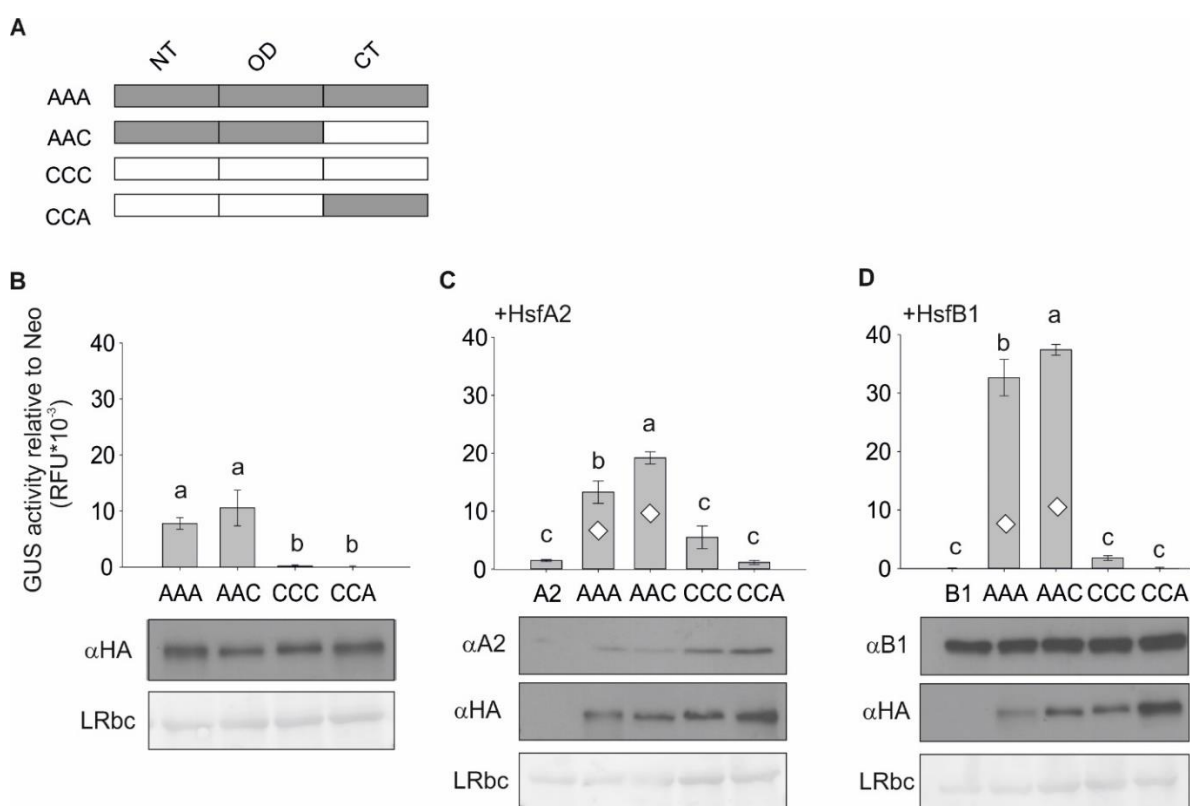 A
NT OD CT
AAA
AAC
CCC
CCA
B
GUS activity relative to Neo
(RFU*10⁻³)
40
30
20
10
0
a
a
b
b
AAA AAC CCC CCA
αHA
LRbc
C
+HsfA2
40
30
20
10
0
c
b
a
c
c
A2 AAA AAC CCC CCA
αA2
αHA
LRbc
D
+HsfB1
40
30
20
10
0
c
b
a
c
c
B1 AAA AAC CCC CCA
αB1
αHA
LRbc